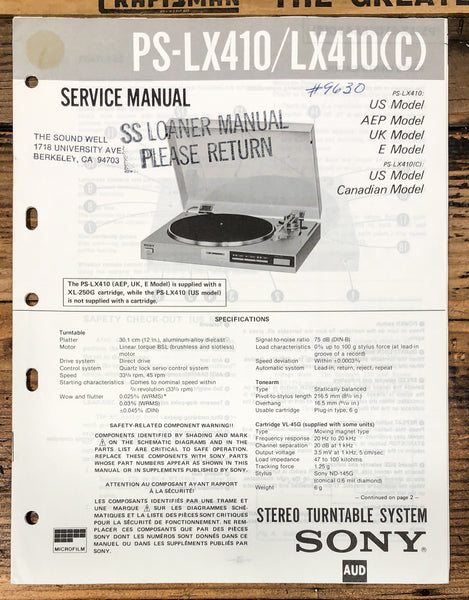 CRAFTSMAN THE GREATE
PS-LX410/LX410(C)
#9630
SERVICE MANUAL
THE SOUND WELL
1718 UNIVERSITY AVE
BERKELEY, CA 94703
SS LOANER MANUAL
PLEASE RETURN
PS-LX410:
US Model
AEP Model
UK Model
E Model
PS-LX410(C):
US Model
Canadian Model
The PS-LX410 (AEP, UK, E Model) is supplied with a
XL-250G cartridge, while the PS-LX410 (US model)
is not supplied with a cartridge.
SPECIFICATIONS
Turntable
Platter 30.1 cm (12 in.), aluminum-alloy diecast
Motor Linear torque BSL (brushless and slotless)
motor
Drive system Direct drive
Control system Quartz lock servo control system
Speed 33⅓ rpm, 45 rpm
Starting characteristics Comes to nominal speed within
½ revolution (33⅓ rpm)
Wow and flutter 0.025% (WRMS)*
0.03% (WRMS)
±0.045% (DIN)
SAFETY-RELATED COMPONENT WARNING!!
COMPONENTS IDENTIFIED BY SHADING AND MARK
⚠ ON THE SCHEMATIC DIAGRAMS AND IN THE
PARTS LIST ARE CRITICAL TO SAFE OPERATION.
REPLACE THESE COMPONENTS WITH SONY PARTS
WHOSE PART NUMBERS APPEAR AS SHOWN IN THIS
MANUAL OR IN SUPPLEMENTS PUBLISHED BY SONY.
ATTENTION AU COMPOSANT AYANT RAPPORT
À LA SÉCURITÉ!
LES COMPOSANTS IDENTIFIÉS PAR UNE TRAME ET
UNE MARQUE ⚠ SUR LES DIAGRAMMES SCHÉ-
MATIQUES ET LA LISTE DES PIÈCES SONT CRITIQUES
POUR LA SÉCURITÉ DE FONCTIONNEMENT. NE REM-
PLACER CES COMPOSANTS QUE PAR DES PIÈCES
SONY DONT LES NUMÉROS SONT DONNÉS DANS CE
MANUEL OU DANS LES SUPPLÉMENTS PUBLIÉS PAR
SONY.
Signal-to-noise ratio 75 dB (DIN-B)
Load characteristics 0% up to 100 g stylus force (at lead-in
groove of a record)
Speed deviation Within ±0.0003%
Automatic system Lead-in, return, reject, repeat
Tonearm
Type Statically balanced
Pivot-to-stylus length 216.5 mm
Overhang 16.5 mm
Usable cartridge Plug-in type, 6 g
Cartridge VL-45G (supplied with some models)
Type Moving magnet type
Frequency response 20 Hz to 20 kHz
Channel separation 20 dB at 1 kHz
Output voltage 3.5 mV at 1 kHz, 5 cm/sec.
Load impedance 47 to 100 kilohms
Tracking force 1.25 g
Stylus Sony ND-145G
(conical 0.6 mil diamond)
Weight 6 g
— Continued on page 2 —
MICROFILM
STEREO TURNTABLE SYSTEM
SONY®
AUD